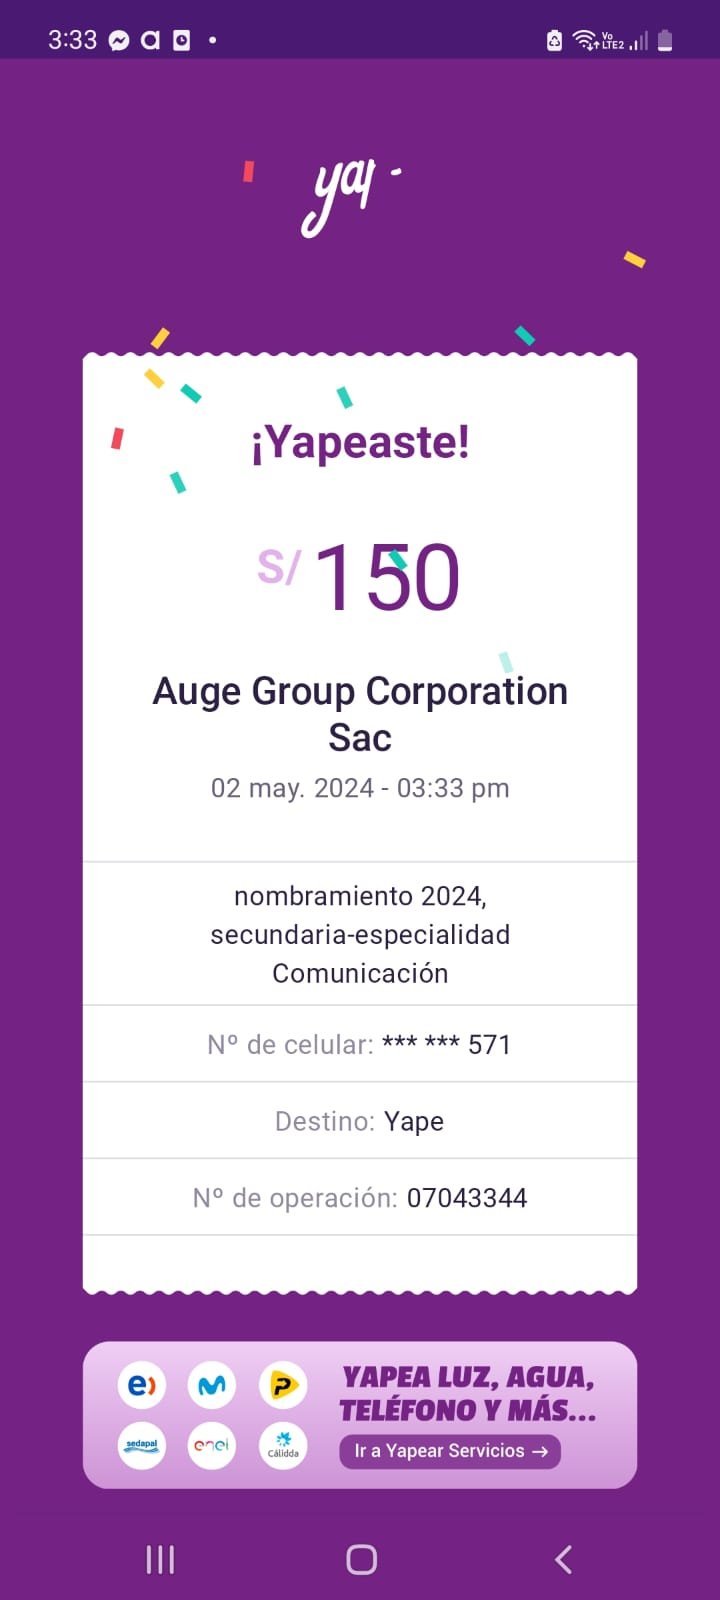 3:33
Vo
LTE2
yap
¡Yapeaste!
S/ 150
Auge Group Corporation
Sac
02 may. 2024 - 03:33 pm
nombramiento 2024,
secundaria-especialidad
Comunicación
Nº de celular: *** *** 571
Destino: Yape
Nº de operación: 07043344
YAPEA LUZ, AGUA,
TELÉFONO Y MÁS...
Ir a Yapear Servicios →
e)
P
sedapal
enel
Cálidda